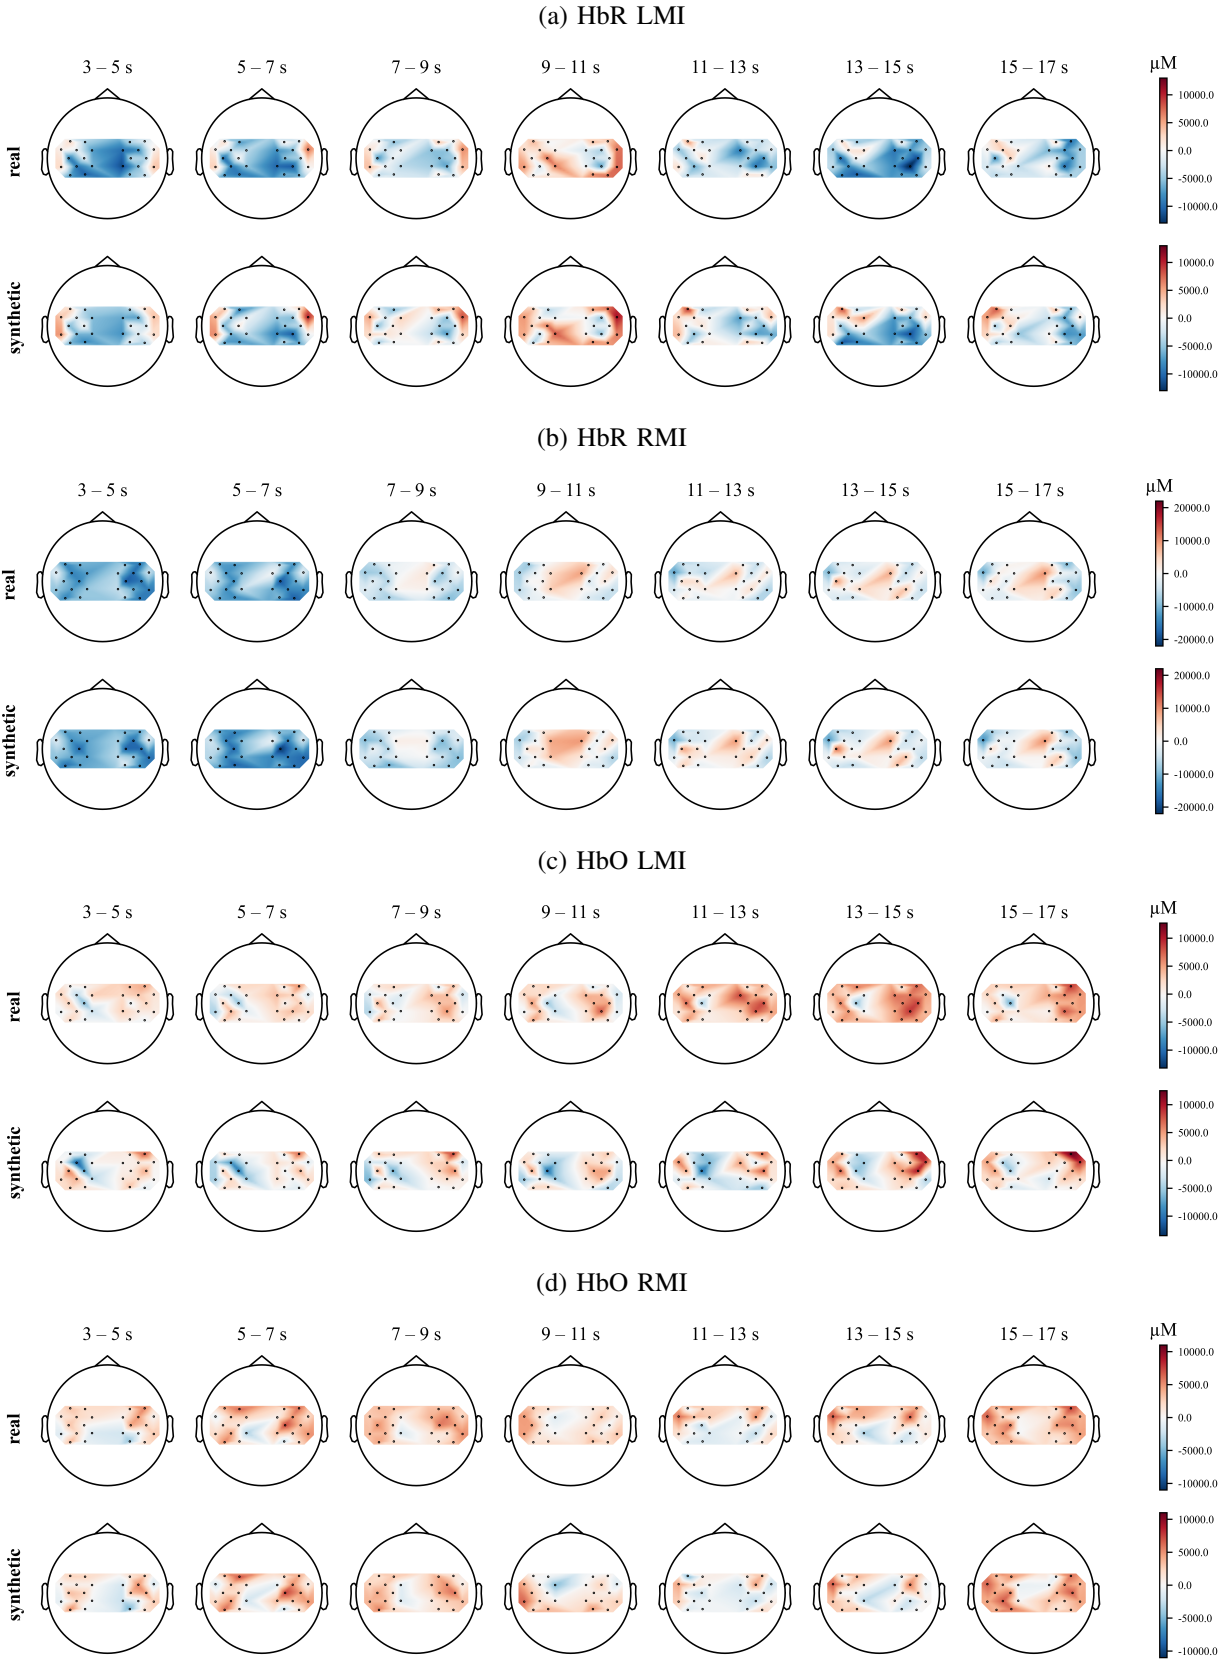 (a) HbR LMI
3 – 5 s 5 – 7 s 7 – 9 s 9 – 11 s 11 – 13 s 13 – 15 s 15 – 17 s µM
real
10000.0
5000.0
0.0
-5000.0
-10000.0
synthetic
10000.0
5000.0
0.0
-5000.0
-10000.0
(b) HbR RMI
3 – 5 s 5 – 7 s 7 – 9 s 9 – 11 s 11 – 13 s 13 – 15 s 15 – 17 s µM
real
20000.0
10000.0
0.0
-10000.0
-20000.0
synthetic
20000.0
10000.0
0.0
-10000.0
-20000.0
(c) HbO LMI
3 – 5 s 5 – 7 s 7 – 9 s 9 – 11 s 11 – 13 s 13 – 15 s 15 – 17 s µM
real
10000.0
5000.0
0.0
-5000.0
-10000.0
synthetic
10000.0
5000.0
0.0
-5000.0
-10000.0
(d) HbO RMI
3 – 5 s 5 – 7 s 7 – 9 s 9 – 11 s 11 – 13 s 13 – 15 s 15 – 17 s µM
real
10000.0
5000.0
0.0
-5000.0
-10000.0
synthetic
10000.0
5000.0
0.0
-5000.0
-10000.0